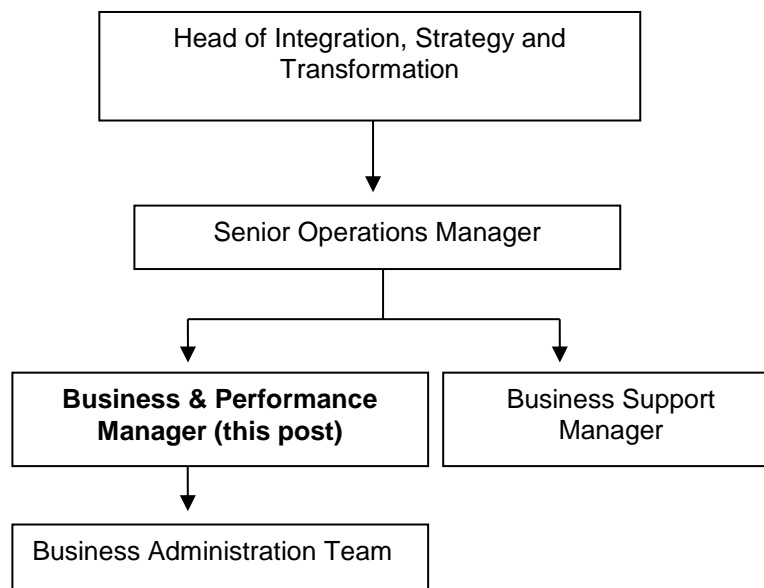 Head of Integration, Strategy and
Transformation
Senior Operations Manager
Business & Performance
Manager (this post)
Business Support
Manager
Business Administration Team